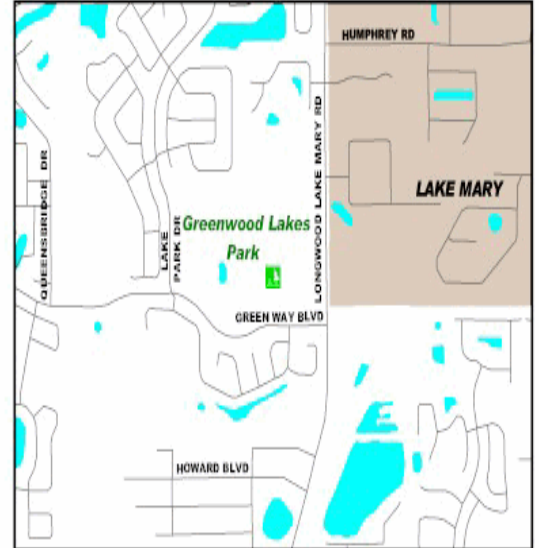 HUMPHREY RD
LONGWOOD LAKE MARY RD
QUEENSBRIDGE DR
LAKE MARY
LAKE
PARK DR
Greenwood Lakes
Park
GREEN WAY BLVD
HOWARD BLVD